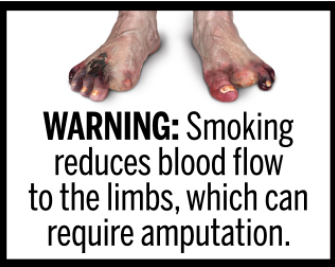 WARNING: Smoking
reduces blood flow
to the limbs, which can
require amputation.